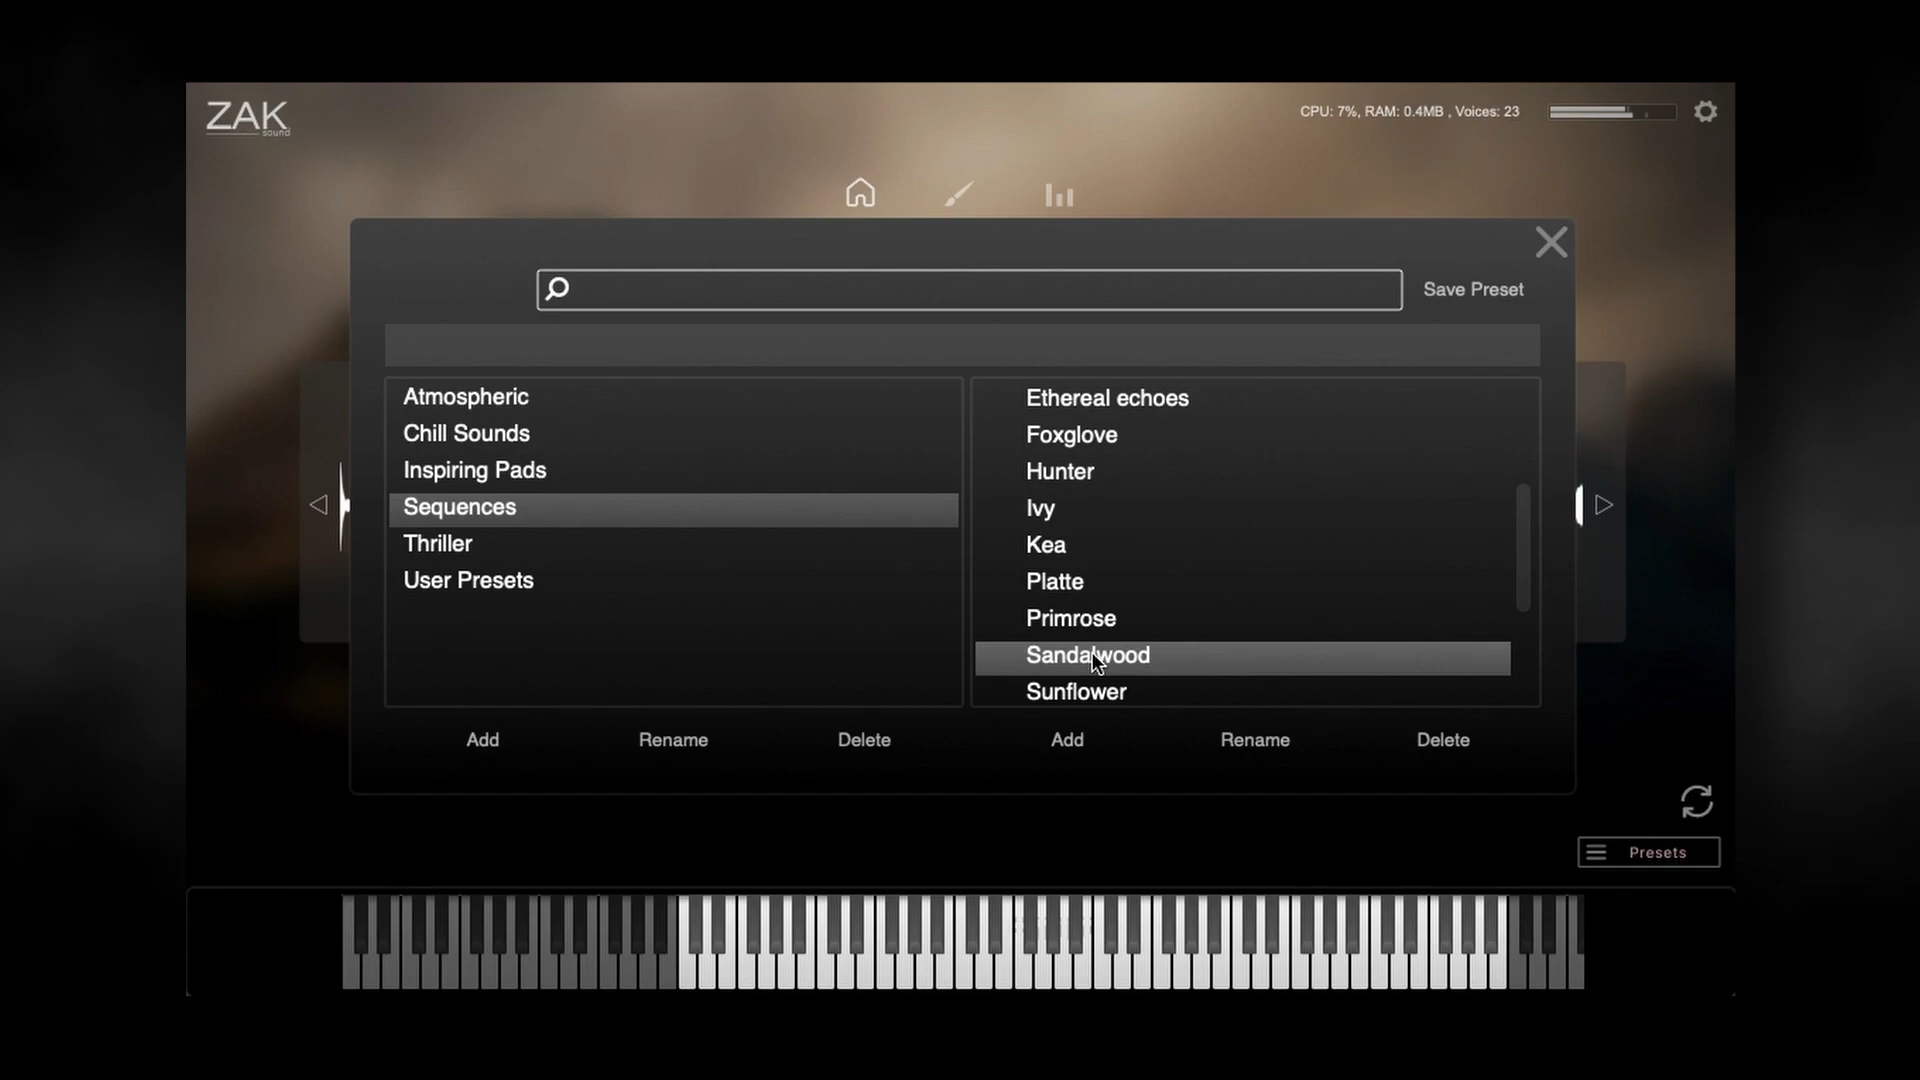 ZAK
sound
CPU: 7%, RAM: 0.4MB , Voices: 23
Save Preset
Atmospheric
Chill Sounds
Inspiring Pads
Sequences
Thriller
User Presets
Ethereal echoes
Foxglove
Hunter
Ivy
Kea
Platte
Primrose
Sandalwood
Sunflower
Add
Rename
Delete
Add
Rename
Delete
Presets